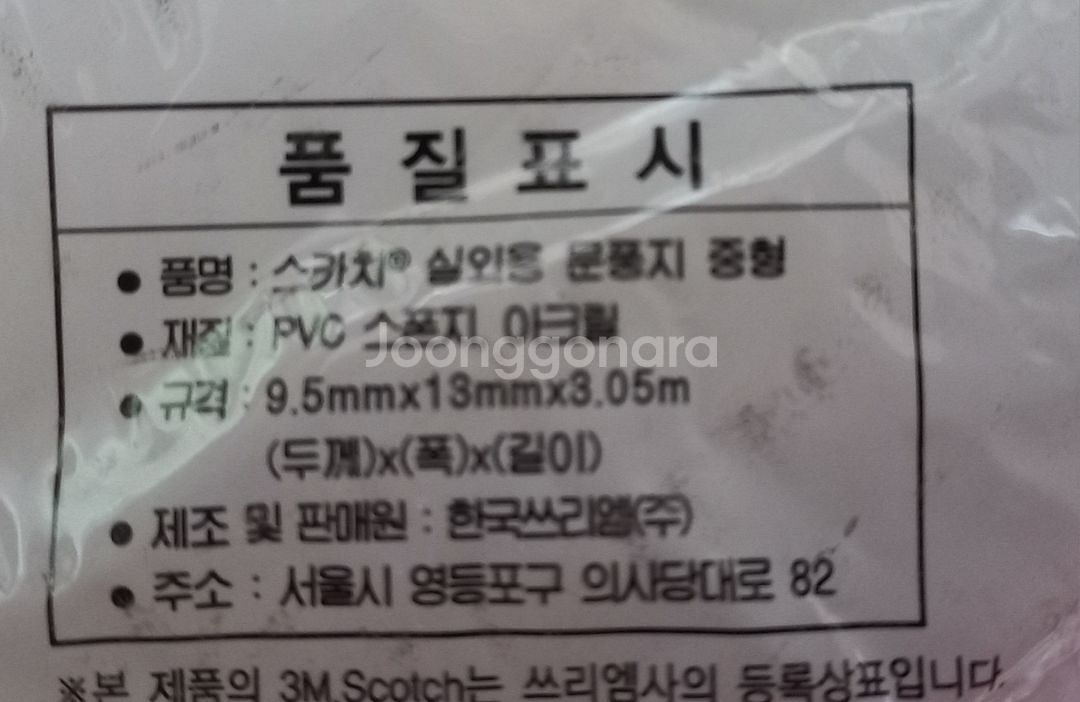 품 질 표 시
● 품명 : 스카치® 실외용 문풍지 중형
● 재질 : PVC 스폰지 아크릴
● 규격 : 9.5mmx13mmx3.05m
(두께)x(폭)x(길이)
● 제조 및 판매원 : 한국쓰리엠(주)
● 주소 : 서울시 영등포구 의사당대로 82
※본 제품의 3M.Scotch는 쓰리엠사의 등록상표입니다.
Joonggonara